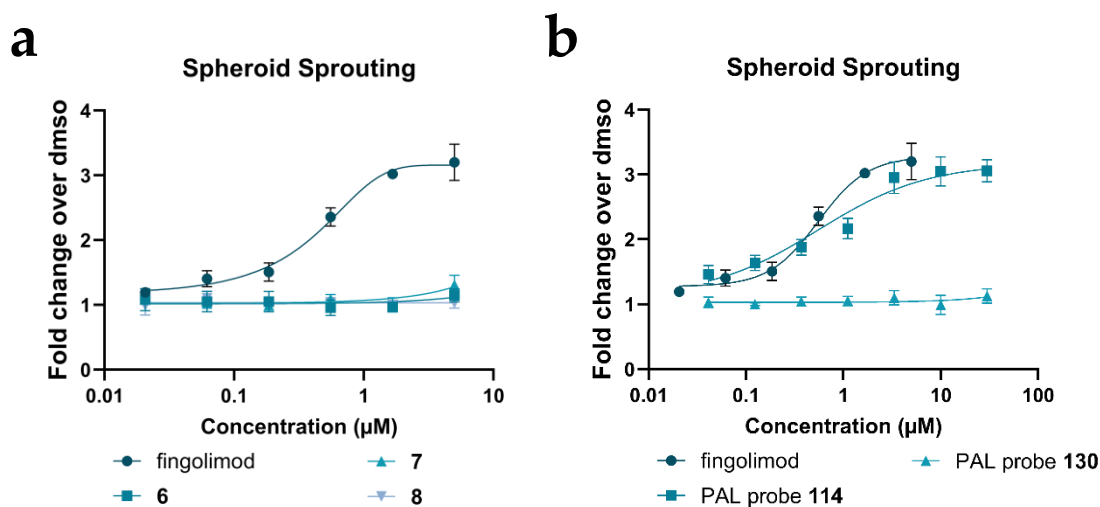 a
Spheroid Sprouting
Fold change over dmso
4
3
2
1
0
0.01 0.1 1 10
Concentration (µM)
fingolimod 7
6 8
b
Spheroid Sprouting
Fold change over dmso
4
3
2
1
0
0.01 0.1 1 10 100
Concentration (µM)
fingolimod PAL probe 130
PAL probe 114